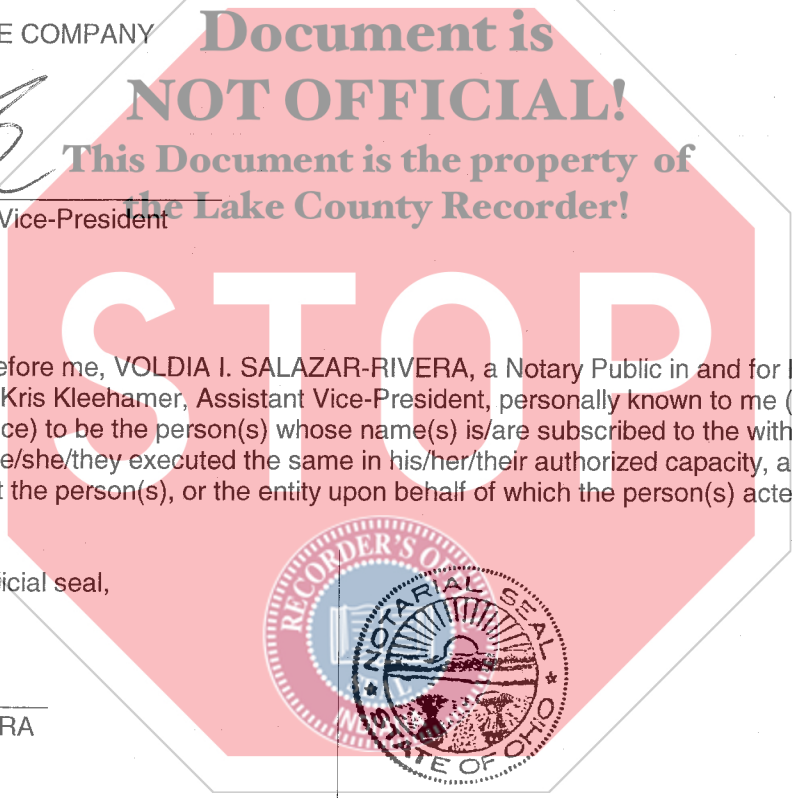 E COMPANY
Document is
NOT OFFICIAL!
This Document is the property of
the Lake County Recorder!
Vice-President
STOP
efore me, VOLDIA I. SALAZAR-RIVERA, a Notary Public in and for
Kris Kleehamer, Assistant Vice-President, personally known to me (
ce) to be the person(s) whose name(s) is/are subscribed to the with
e/she/they executed the same in his/her/their authorized capacity, a
t the person(s), or the entity upon behalf of which the person(s) acte
icial seal,
RECORDER'S
SEAL
NOTARIAL SEAL
STATE OF OHIO
RA